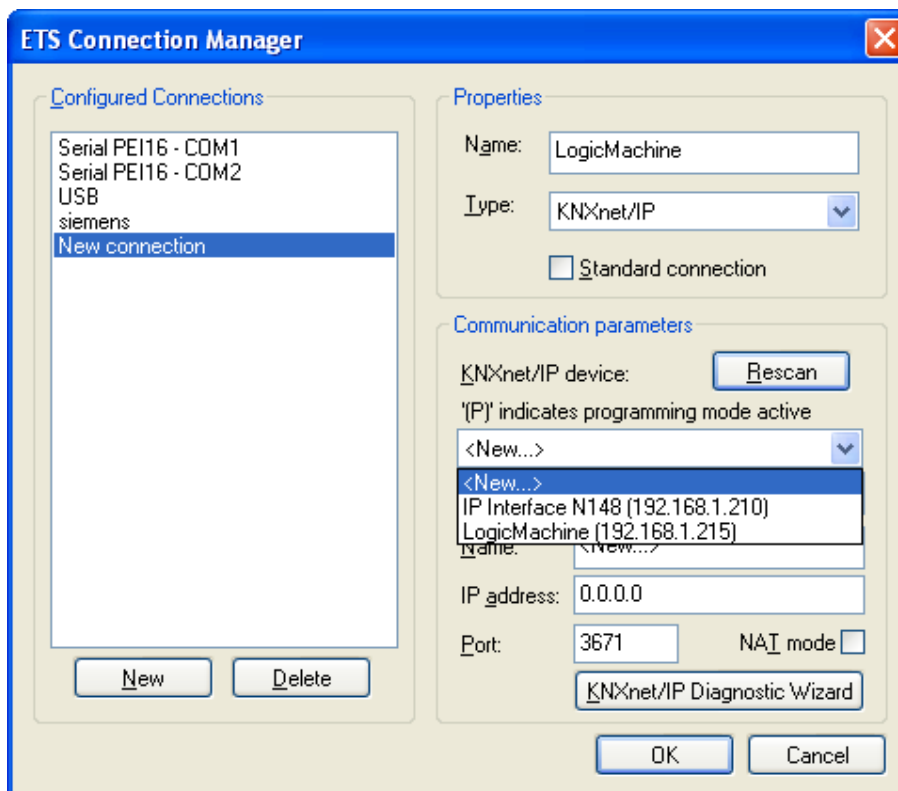 ETS Connection Manager
Configured Connections
Serial PEI16 - COM1
Serial PEI16 - COM2
USB
siemens
New connection
New
Delete
Properties
Name:
LogicMachine
Type:
KNXnet/IP
Standard connection
Communication parameters
KNXnet/IP device:
Rescan
'(P)' indicates programming mode active
<New...>
<New...>
IP Interface N148 (192.168.1.210)
LogicMachine (192.168.1.215)
Name:
<New...>
IP address:
0.0.0.0
Port:
3671
NAT mode
KNXnet/IP Diagnostic Wizard
OK
Cancel